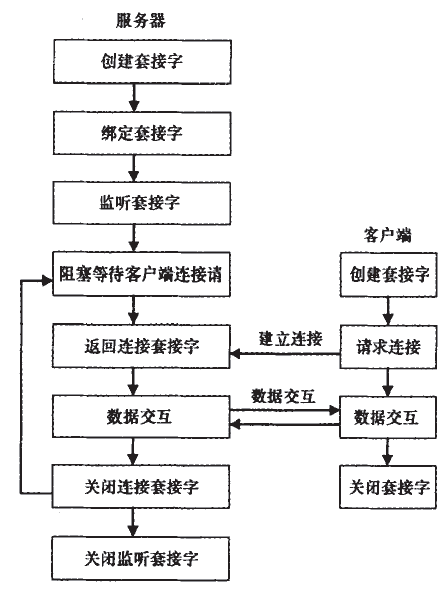 服务器
创建套接字
绑定套接字
监听套接字
客户端
阻塞等待客户端连接请
创建套接字
返回连接套接字
建立连接
请求连接
数据交互
数据交互
数据交互
关闭连接套接字
关闭套接字
关闭监听套接字